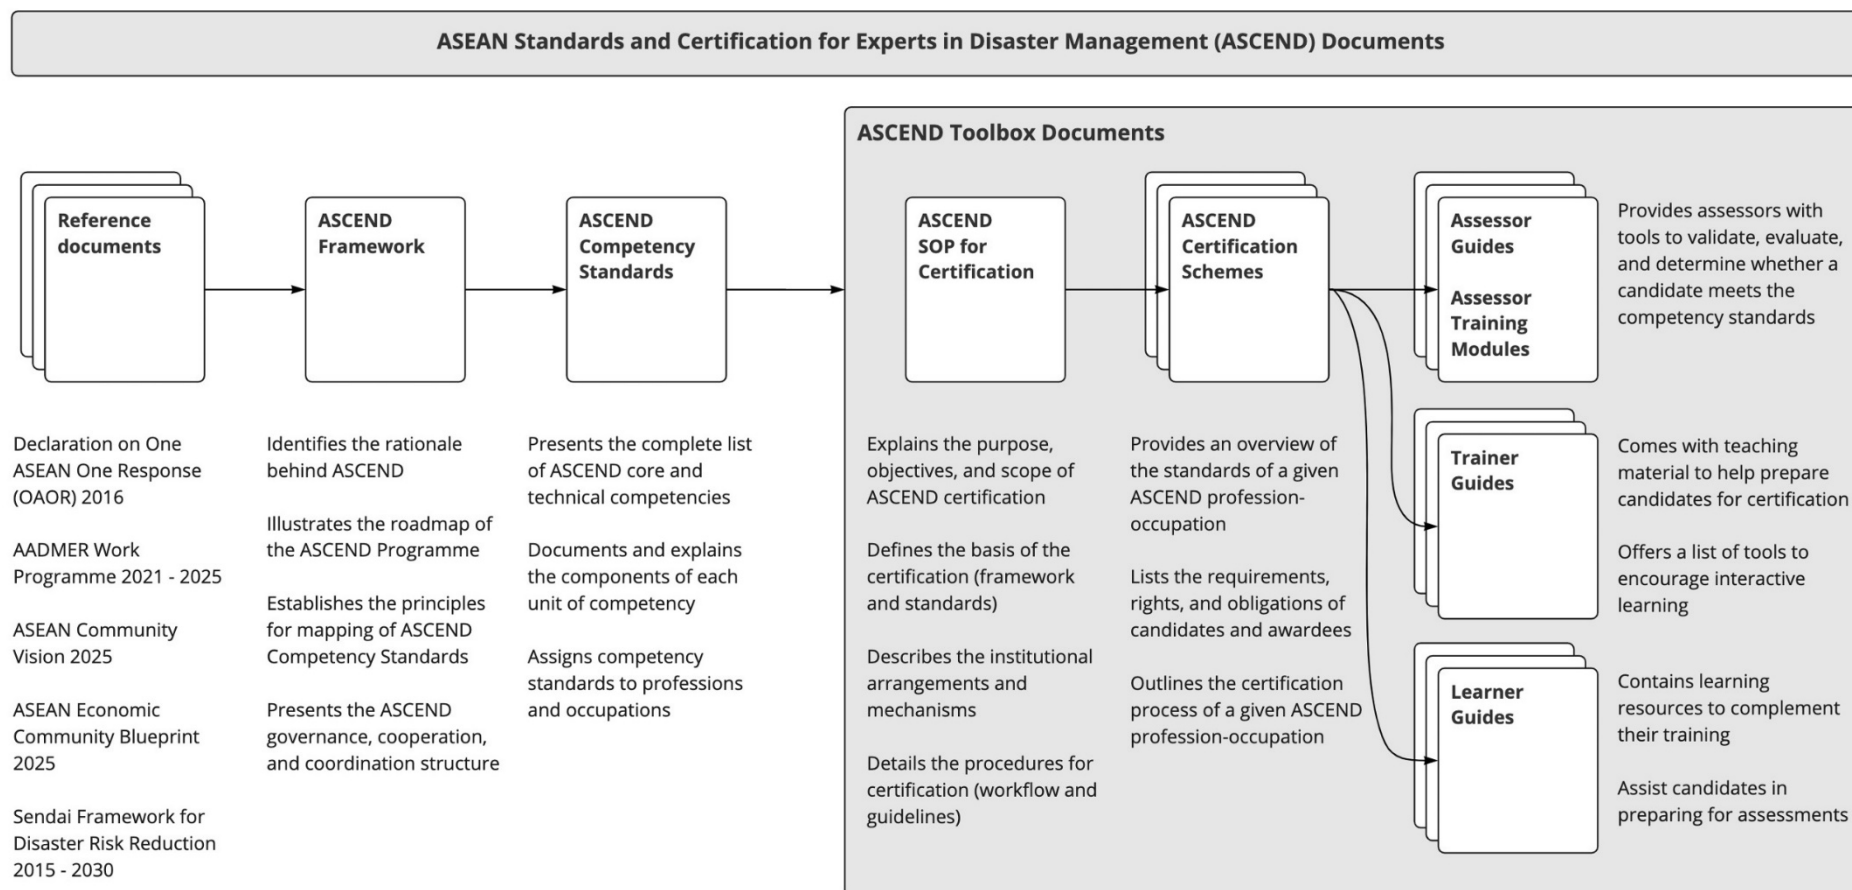 ASEAN Standards and Certification for Experts in Disaster Management (ASCEND) Documents
ASCEND Toolbox Documents
Reference
documents
ASCEND
Framework
ASCEND
Competency
Standards
ASCEND
SOP for
Certification
ASCEND
Certification
Schemes
Assessor
Guides
Assessor
Training
Modules
Provides assessors with
tools to validate, evaluate,
and determine whether a
candidate meets the
competency standards
Declaration on One
ASEAN One Response
(OAOR) 2016
AADMER Work
Programme 2021 - 2025
ASEAN Community
Vision 2025
ASEAN Economic
Community Blueprint
2025
Sendai Framework for
Disaster Risk Reduction
2015 - 2030
Identifies the rationale
behind ASCEND
Illustrates the roadmap of
the ASCEND Programme
Establishes the principles
for mapping of ASCEND
Competency Standards
Presents the ASCEND
governance, cooperation,
and coordination structure
Presents the complete list
of ASCEND core and
technical competencies
Documents and explains
the components of each
unit of competency
Assigns competency
standards to professions
and occupations
Explains the purpose,
objectives, and scope of
ASCEND certification
Defines the basis of the
certification (framework
and standards)
Describes the institutional
arrangements and
mechanisms
Details the procedures for
certification (workflow and
guidelines)
Provides an overview of
the standards of a given
ASCEND profession-
occupation
Lists the requirements,
rights, and obligations of
candidates and awardees
Outlines the certification
process of a given ASCEND
profession-occupation
Trainer
Guides
Comes with teaching
material to help prepare
candidates for certification
Offers a list of tools to
encourage interactive
learning
Learner
Guides
Contains learning
resources to complement
their training
Assist candidates in
preparing for assessments